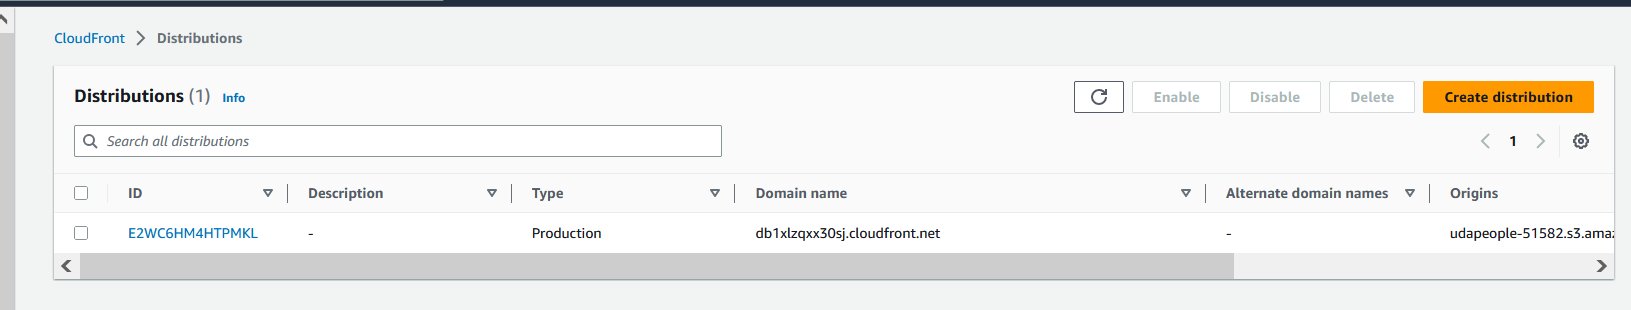 CloudFront > Distributions
Distributions (1) Info
Enable Disable Delete Create distribution
Search all distributions
1
ID Description Type Domain name Alternate domain names Origins
E2WC6HM4HTPMKL - Production db1xlzqxx30sj.cloudfront.net - udapeople-51582.s3.ama